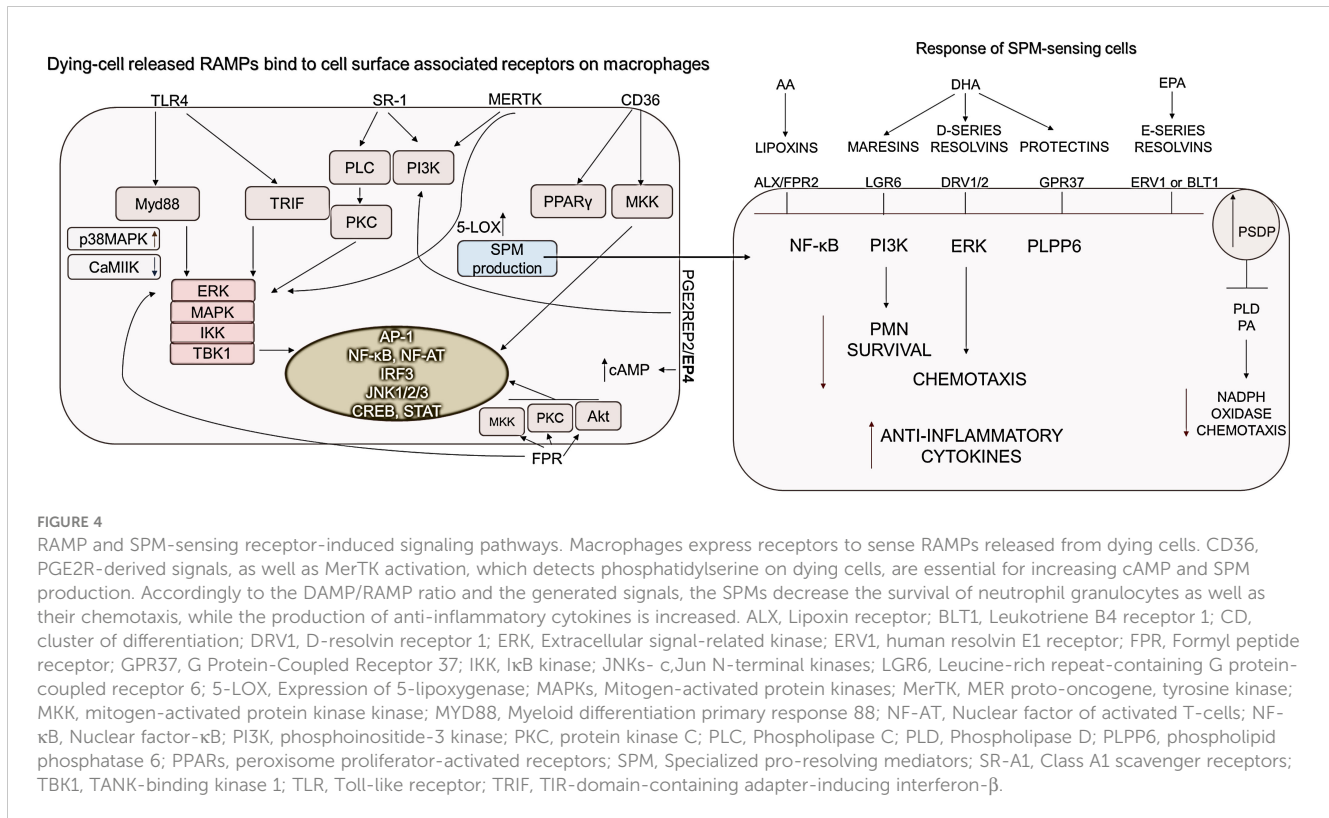 Dying-cell released RAMPs bind to cell surface associated receptors on macrophages
TLR4
SR-1
MERTK
CD36
PLC
PI3K
Myd88
TRIF
PKC
PPARγ
MKK
p38MAPK
CaMIIK
5-LOX
SPM
production
ERK
MAPK
IKK
TBK1
AP-1
NF-κB, NF-AT
IRF3
JNK1/2/3
CREB, STAT
cAMP
PGE2REP2/EP4
MKK
PKC
Akt
FPR
Response of SPM-sensing cells
AA
DHA
EPA
LIPOXINS
MARESINS
D-SERIES
RESOLVINS
PROTECTINS
E-SERIES
RESOLVINS
ALX/FPR2
LGR6
DRV1/2
GPR37
ERV1 or BLT1
PSDP
NF-κB
PI3K
ERK
PLPP6
PLD
PA
PMN
SURVIVAL
CHEMOTAXIS
NADPH
OXIDASE
CHEMOTAXIS
ANTI-INFLAMMATORY
CYTOKINES
FIGURE 4
RAMP and SPM-sensing receptor-induced signaling pathways. Macrophages express receptors to sense RAMPs released from dying cells. CD36,
PGE2R-derived signals, as well as MerTK activation, which detects phosphatidylserine on dying cells, are essential for increasing cAMP and SPM
production. Accordingly to the DAMP/RAMP ratio and the generated signals, the SPMs decrease the survival of neutrophil granulocytes as well as
their chemotaxis, while the production of anti-inflammatory cytokines is increased. ALX, Lipoxin receptor; BLT1, Leukotriene B4 receptor 1; CD,
cluster of differentiation; DRV1, D-resolvin receptor 1; ERK, Extracellular signal-related kinase; ERV1, human resolvin E1 receptor; FPR, Formyl peptide
receptor; GPR37, G Protein-Coupled Receptor 37; IKK, IκB kinase; JNKs- c,Jun N-terminal kinases; LGR6, Leucine-rich repeat-containing G protein-
coupled receptor 6; 5-LOX, Expression of 5-lipoxygenase; MAPKs, Mitogen-activated protein kinases; MerTK, MER proto-oncogene, tyrosine kinase;
MKK, mitogen-activated protein kinase kinase; MYD88, Myeloid differentiation primary response 88; NF-AT, Nuclear factor of activated T-cells; NF-
κB, Nuclear factor-κB; PI3K, phosphoinositide-3 kinase; PKC, protein kinase C; PLC, Phospholipase C; PLD, Phospholipase D; PLPP6, phospholipid
phosphatase 6; PPARs, peroxisome proliferator-activated receptors; SPM, Specialized pro-resolving mediators; SR-A1, Class A1 scavenger receptors;
TBK1, TANK-binding kinase 1; TLR, Toll-like receptor; TRIF, TIR-domain-containing adapter-inducing interferon-β.